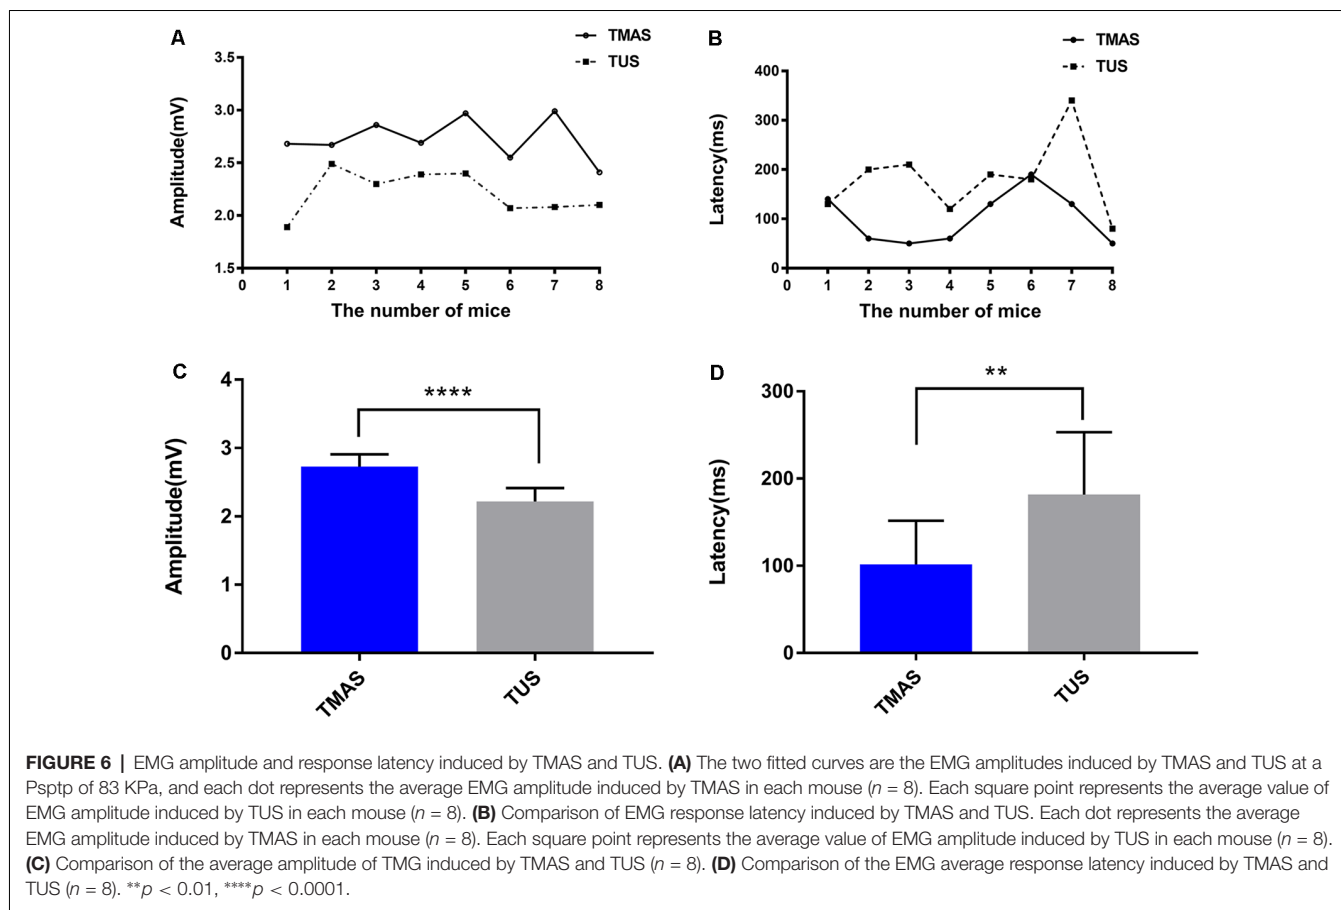 A
TMAS
TUS
3.5
3.0
2.5
2.0
1.5
Amplitude(mV)
0 1 2 3 4 5 6 7 8
The number of mice
B
TMAS
TUS
400
300
200
100
0
Latency(ms)
0 1 2 3 4 5 6 7 8
The number of mice
C
4
3
2
1
0
Amplitude(mV)
****
TMAS TUS
D
300
200
100
0
Latency(ms)
**
TMAS TUS
FIGURE 6 | EMG amplitude and response latency induced by TMAS and TUS. (A) The two fitted curves are the EMG amplitudes induced by TMAS and TUS at a
Psptp of 83 KPa, and each dot represents the average EMG amplitude induced by TMAS in each mouse (n = 8). Each square point represents the average value of
EMG amplitude induced by TUS in each mouse (n = 8). (B) Comparison of EMG response latency induced by TMAS and TUS. Each dot represents the average
EMG amplitude induced by TMAS in each mouse (n = 8). Each square point represents the average value of EMG amplitude induced by TUS in each mouse (n = 8).
(C) Comparison of the average amplitude of TMG induced by TMAS and TUS (n = 8). (D) Comparison of the EMG average response latency induced by TMAS and
TUS (n = 8). **p < 0.01, ****p < 0.0001.